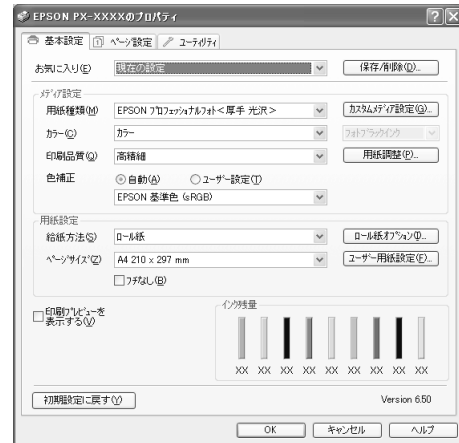 EPSON PX-XXXXのプロパティ
基本設定 ページ設定 ユーティリティ
お気に入り(E) 現在の設定 保存/削除(D)...
メディア設定
用紙種類(M) EPSON プロフェッショナルフォト<厚手 光沢> カスタムメディア設定(G)...
カラー(C) カラー フォトブラックインク
印刷品質(Q) 高精細 用紙調整(P)...
色補正 自動(A) ユーザー設定(T)
EPSON 基準色 (sRGB)
用紙設定
給紙方法(S) ロール紙 ロール紙オプション(I)...
ページサイズ(Z) A4 210 x 297 mm ユーザー用紙設定(F)...
フチなし(B)
印刷プレビューを
表示する(V)
インク残量
XX XX XX XX XX XX XX XX XX
初期設定に戻す(Y) Version 6.50
OK キャンセル ヘルプ